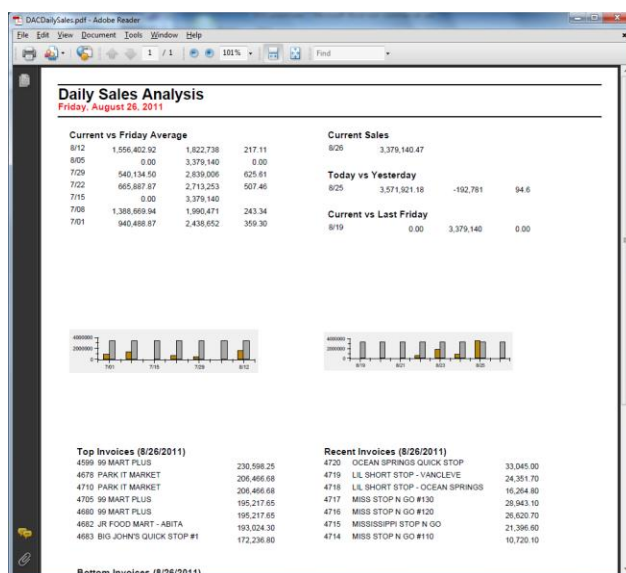 DACDailySales.pdf - Adobe Reader
File Edit View Document Tools Window Help
1 / 1 101% Find
Daily Sales Analysis
Friday, August 26, 2011
Current vs Friday Average
8/12 1,556,402.92 1,822,738 217.11
8/05 0.00 3,379,140 0.00
7/29 540,134.50 2,839,006 625.61
7/22 665,887.87 2,713,253 507.46
7/15 0.00 3,379,140
7/08 1,388,669.94 1,990,471 243.34
7/01 940,488.87 2,438,652 359.30
Current Sales
8/26 3,379,140.47
Today vs Yesterday
8/25 3,571,921.18 -192,781 94.6
Current vs Last Friday
8/19 0.00 3,379,140 0.00
4000000
2000000
0
7/01 7/15 7/29 8/12
4000000
2000000
0
8/19 8/21 8/23 8/25
Top Invoices (8/26/2011)
4599 99 MART PLUS 230,598.25
4678 PARK IT MARKET 206,466.68
4710 PARK IT MARKET 206,466.68
4705 99 MART PLUS 195,217.65
4680 99 MART PLUS 195,217.65
4682 JR FOOD MART - ABITA 193,024.30
4683 BIG JOHN'S QUICK STOP #1 172,236.80
Recent Invoices (8/26/2011)
4720 OCEAN SPRINGS QUICK STOP 33,045.00
4719 LIL SHORT STOP - VANCLEVE 24,351.70
4718 LIL SHORT STOP - OCEAN SPRINGS 16,264.80
4717 MISS STOP N GO #130 28,943.10
4716 MISS STOP N GO #120 26,620.70
4715 MISSISSIPPI STOP N GO 21,396.60
4714 MISS STOP N GO #110 10,720.10
Bottom Invoices (8/26/2011)